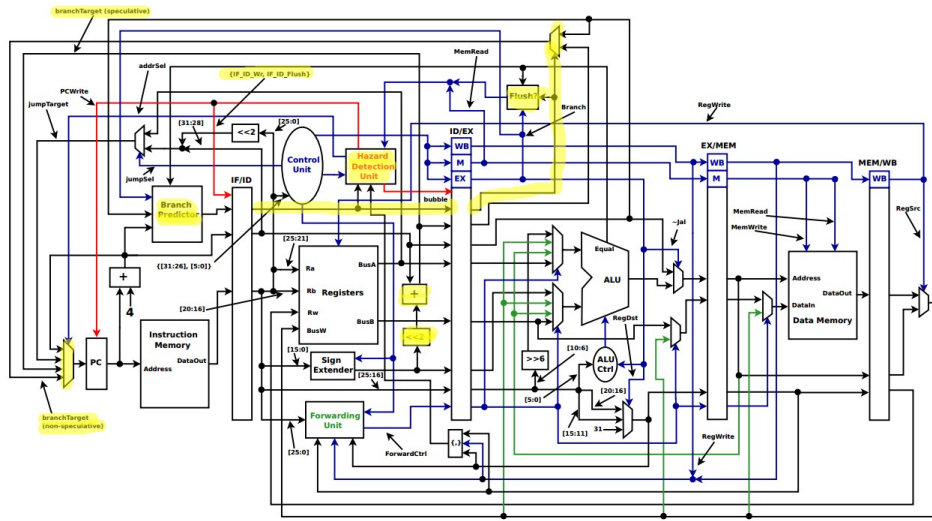 branchTarget (speculative)
MemRead
addrSel
{IF_ID_Wr, IF_ID_Flush}
PCWrite
Flush?
jumpTarget
[31:28]
<<2
[25:0]
Branch
RegWrite
ID/EX
EX/MEM
MEM/WB
Control
Unit
Hazard
Detection
Unit
WB
M
EX
WB
M
WB
jumpSel
IF/ID
bubble
RegSrc
Branch
Predictor
~Jal
MemRead
MemWrite
{[31:26], [5:0]}
[25:21]
Ra
Rb
Rw
BusW
Registers
BusA
BusB
Equal
ALU
+
4
+
[20:16]
Address
DataOut
DataIn
Data Memory
Instruction
Memory
DataOut
Address
PC
<<2
RegDst
[15:0]
Sign
Extender
[25:16]
>>6
[10:6]
ALU
Ctrl
[5:0]
[20:16]
[15:11]
31
branchTarget
(non-speculative)
Forwarding
Unit
[25:0]
ForwardCtrl
{,}
RegWrite